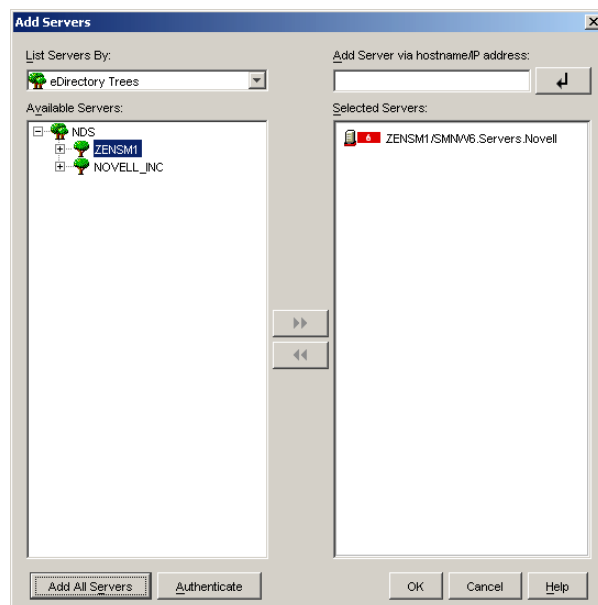 Add Servers
List Servers By:
eDirectory Trees
Add Server via hostname/IP address:
Available Servers:
NDS
ZENSM1
NOVELL_INC
Selected Servers:
6 ZENSM1/SMNW6.Servers.Novell
Add All Servers
Authenticate
OK
Cancel
Help